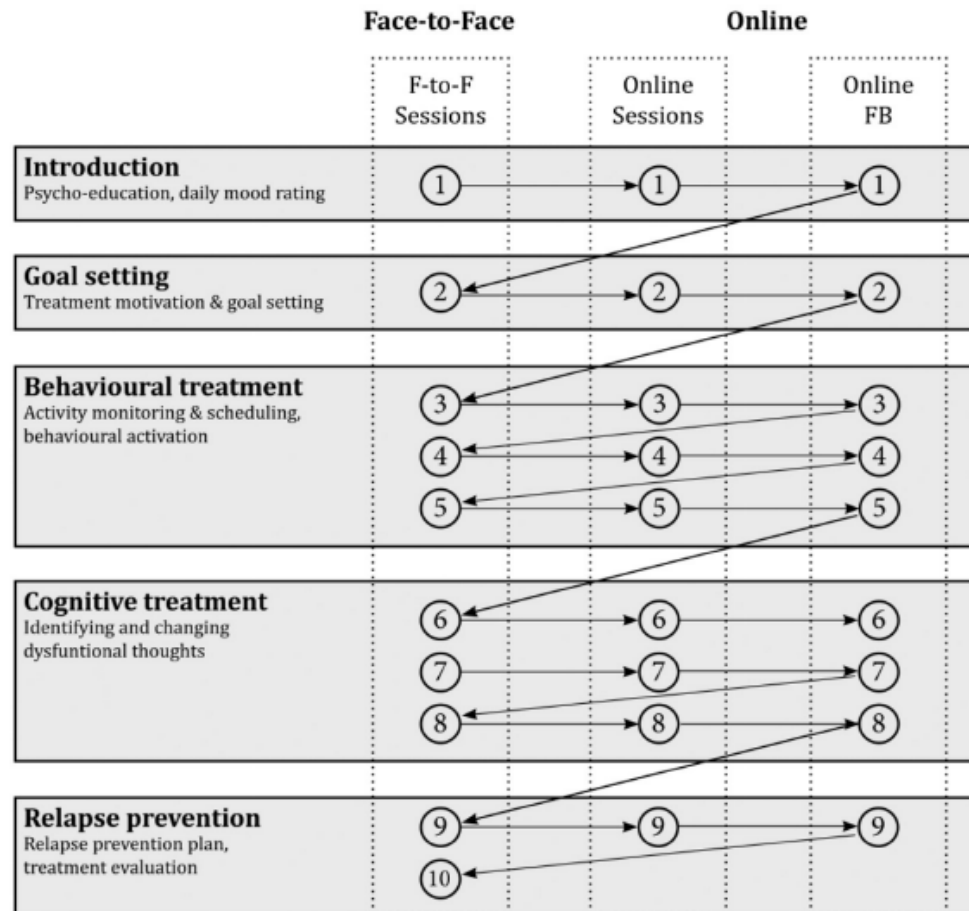 Face-to-Face Online
F-to-F Sessions Online Sessions Online FB
Introduction
Psycho-education, daily mood rating
1 1 1
Goal setting
Treatment motivation & goal setting
2 2 2
Behavioural treatment
Activity monitoring & scheduling,
behavioural activation
3 3 3
4 4 4
5 5 5
Cognitive treatment
Identifying and changing
dysfuntional thoughts
6 6 6
7 7 7
8 8 8
Relapse prevention
Relapse prevention plan,
treatment evaluation
9 9 9
10